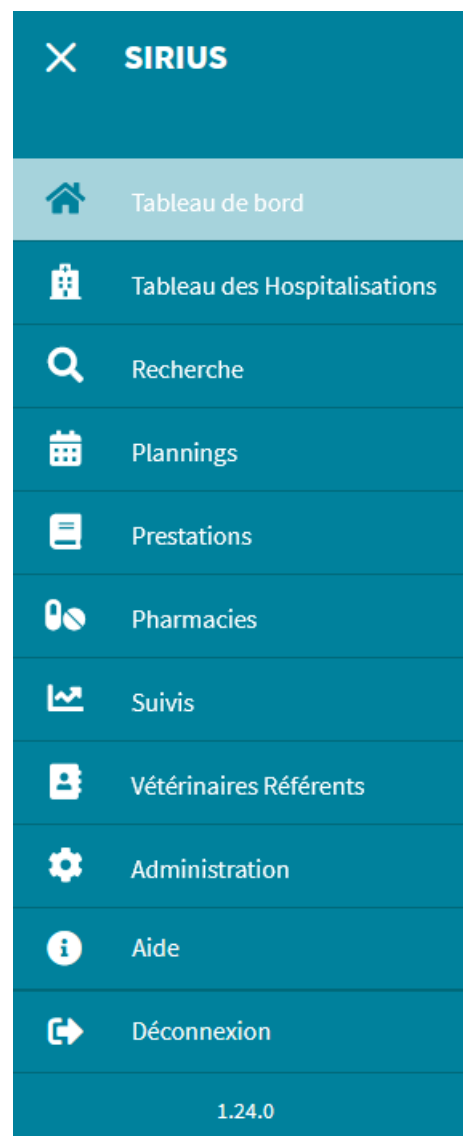 SIRIUS
Tableau de bord
Tableau des Hospitalisations
Recherche
Plannings
Prestations
Pharmacies
Suivis
Vétérinaires Référents
Administration
Aide
Déconnexion
1.24.0